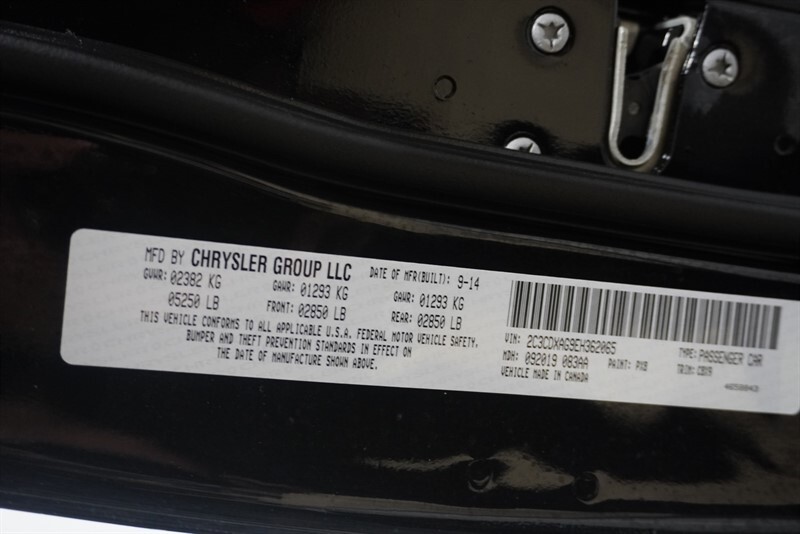 MFD BY CHRYSLER GROUP LLC DATE OF MFR(BUILT): 9-14
GVWR: 02382 KG GAWR: 01293 KG GAWR: 01293 KG
05250 LB FRONT: 02850 LB REAR: 02850 LB
THIS VEHICLE CONFORMS TO ALL APPLICABLE U.S.A. FEDERAL MOTOR VEHICLE SAFETY,
BUMPER AND THEFT PREVENTION STANDARDS IN EFFECT ON
THE DATE OF MANUFACTURE SHOWN ABOVE.
VIN: 2C3CDXAG9EH362065 TYPE: PASSENGER CAR
MDH: 092019 083AA PAINT: PX8 TRIM: CBX9
VEHICLE MADE IN CANADA